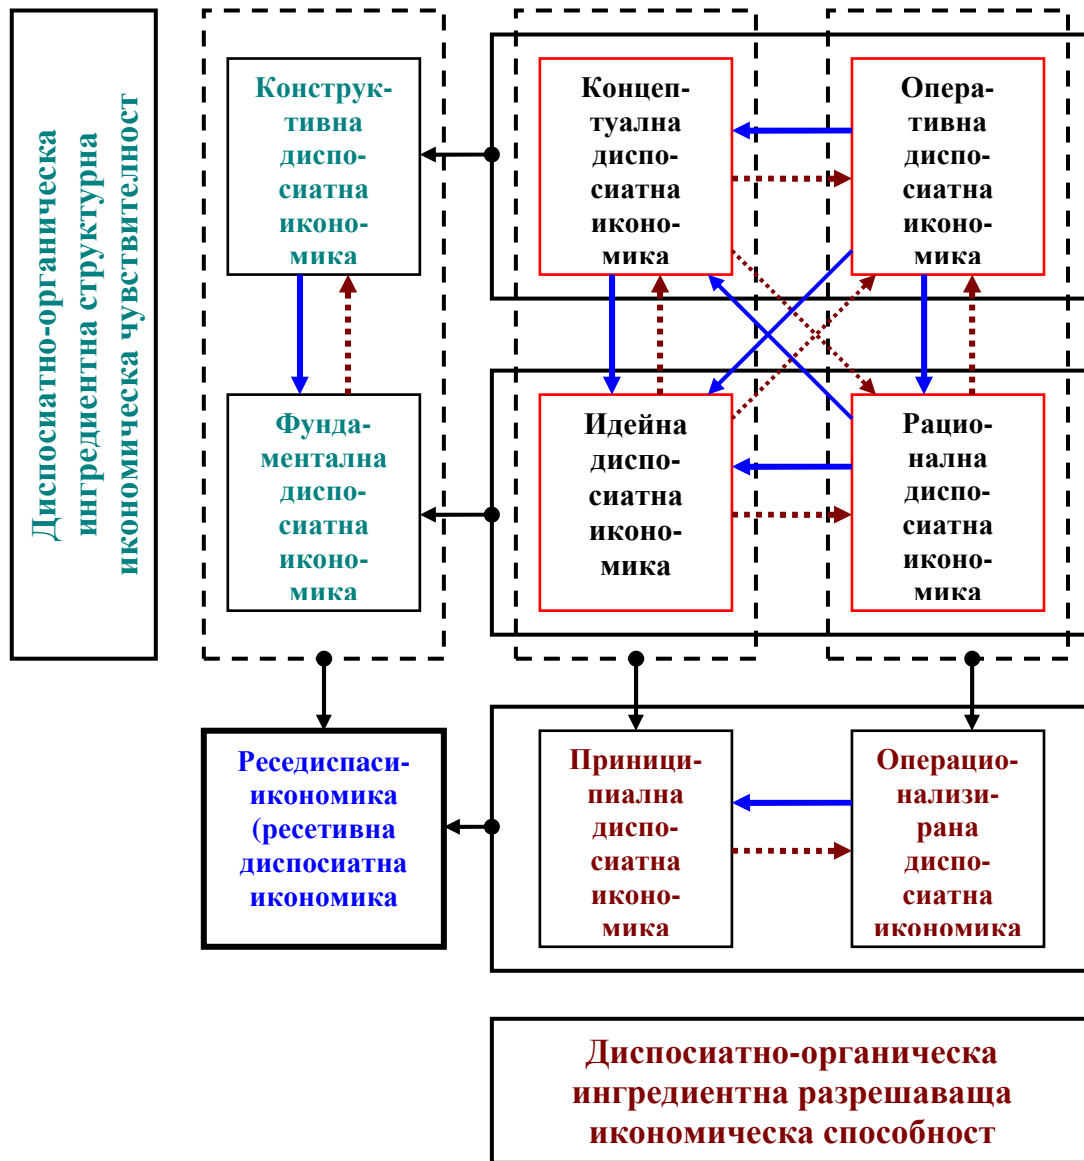 Диспосиатно-органическа
ингредиентна структурна
икономическа чувствителност
Конструк-
тивна
диспо-
сиатна
иконо-
мика
Концеп-
туална
диспо-
сиатна
иконо-
мика
Опера-
тивна
диспо-
сиатна
иконо-
мика
Фунда-
ментална
диспо-
сиатна
иконо-
мика
Идейна
диспо-
сиатна
иконо-
мика
Рацио-
нална
диспо-
сиатна
иконо-
мика
Реседиспаси-
икономика
(ресетивна
диспосиатна
икономика
Приници-
пиална
диспо-
сиатна
иконо-
мика
Операцио-
нализи-
рана
диспо-
сиатна
икономика
Диспосиатно-органическа
ингредиентна разрешаваща
икономическа способност